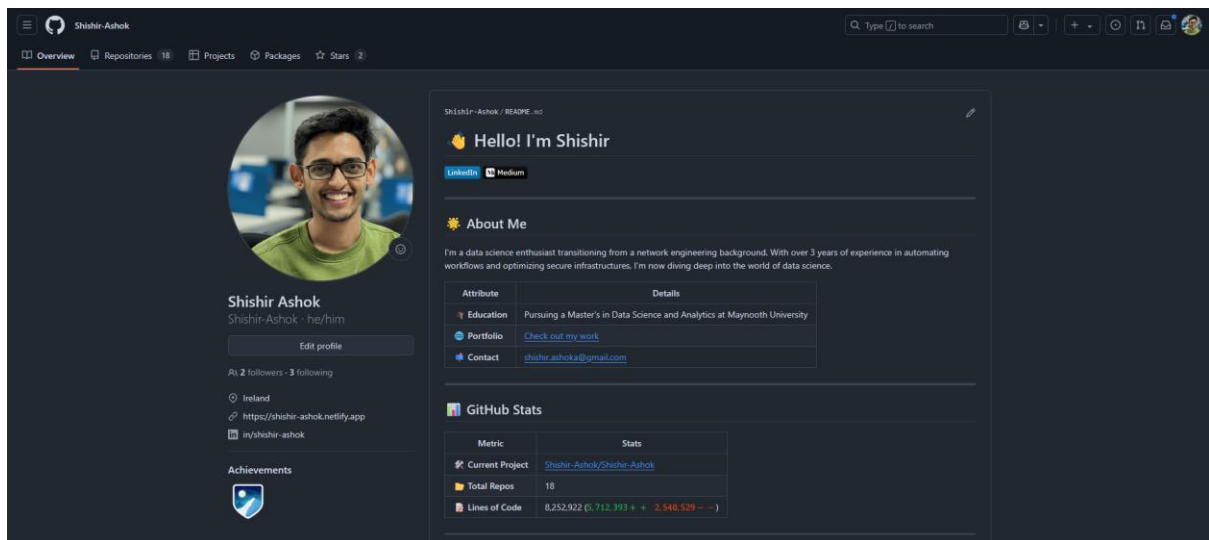 Shishir-Ashok
Type / to search
Overview
Repositories 18
Projects
Packages
Stars 2
Shishir Ashok
Shishir-Ashok · he/him
Edit profile
2 followers · 3 following
Ireland
https://shishir-ashok.netlify.app
in/shishir-ashok
Achievements
Shishir-Ashok / README.md
Hello! I'm Shishir
LinkedIn Medium
About Me
I'm a data science enthusiast transitioning from a network engineering background. With over 3 years of experience in automating
workflows and optimizing secure infrastructures, I'm now diving deep into the world of data science.
Attribute Details
Education Pursuing a Master's in Data Science and Analytics at Maynooth University
Portfolio Check out my work
Contact shishir.ashoka@gmail.com
GitHub Stats
Metric Stats
Current Project Shishir-Ashok/Shishir-Ashok
Total Repos 18
Lines of Code 8,252,922 (5,712,393 + + 2,540,529 − −)